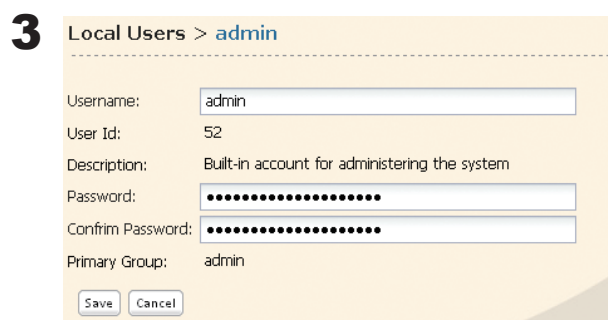 3
Local Users > admin
Username: admin
User Id: 52
Description: Built-in account for administering the system
Password: ••••••••••••••••••••
Confrim Password: ••••••••••••••••••••
Primary Group: admin
Save Cancel